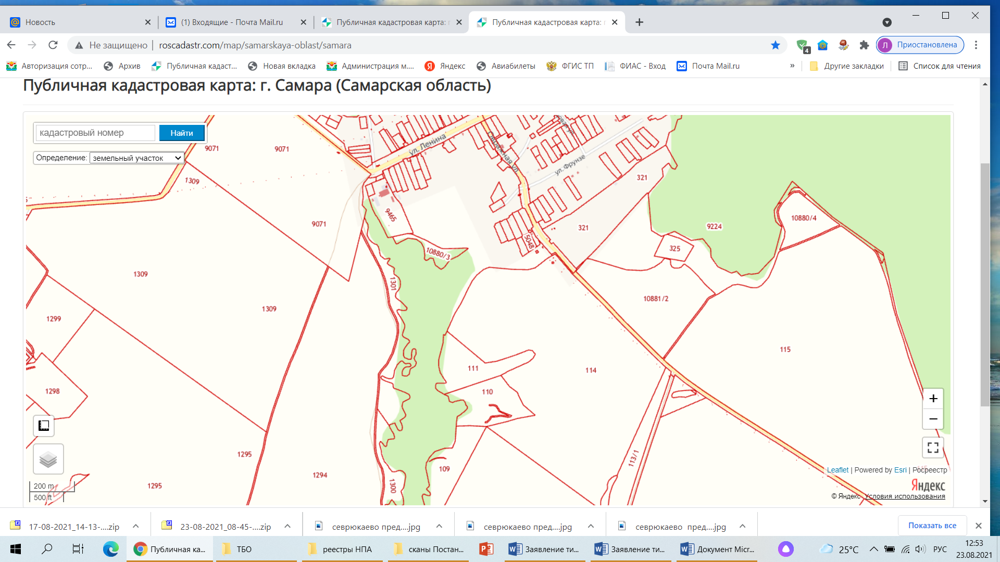 Новость
(1) Входящие - Почта Mail.ru
Публичная кадастровая карта: г
Публичная кадастровая карта: г
Не защищено
roscadastr.com/map/samarskaya-oblast/samara
4
Л
Приостановлена
Авторизация сотр...
Архив
Публичная кадаст...
Новая вкладка
Администрация м....
Яндекс
Авиабилеты
ФГИС ТП
ФИАС - Вход
Почта Mail.ru
»
Другие закладки
Список для чтения
Публичная кадастровая карта: г. Самара (Самарская область)
кадастровый номер
Найти
Определение:
земельный участок
9071
9071
1309
ул. Ленина
Овражная ул.
ул. Фрунзе
321
9465
9071
321
5048
10880/3
9224
325
10880/4
1309
1301
1309
10881/2
1299
115
111
114
110
1298
1295
1294
109
113/1
1295
1300
200 m
500 ft
+
−
Leaflet | Powered by Esri | Росреестр
Яндекс
© Яндекс Условия использования
17-08-2021_14-13-....zip
23-08-2021_08-45-....zip
севрюкаево пред....jpg
севрюкаево пред....jpg
севрюкаево пред....jpg
Показать все
Публичная ка...
ТБО
реестры НПА
сканы Постан...
Заявление ти...
Заявление ти...
Документ Micr...
25°C
РУС
12:53
23.08.2021